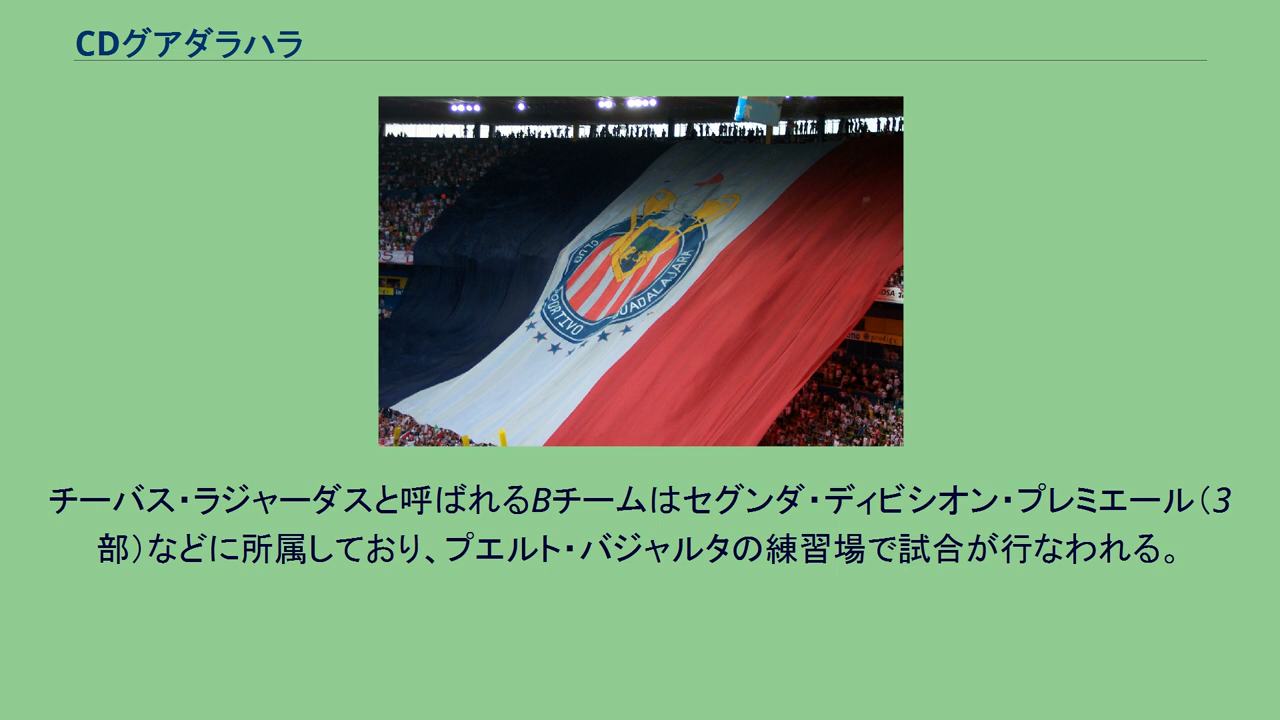 CDグアダラハラ
CLUB
DEPORTIVO
GUADALAJARA
チーバス・ラジャーダスと呼ばれるBチームはセグンダ・ディビシオン・プレミエール（3
部）などに所属しており、プエルト・バジャルタの練習場で試合が行なわれる。